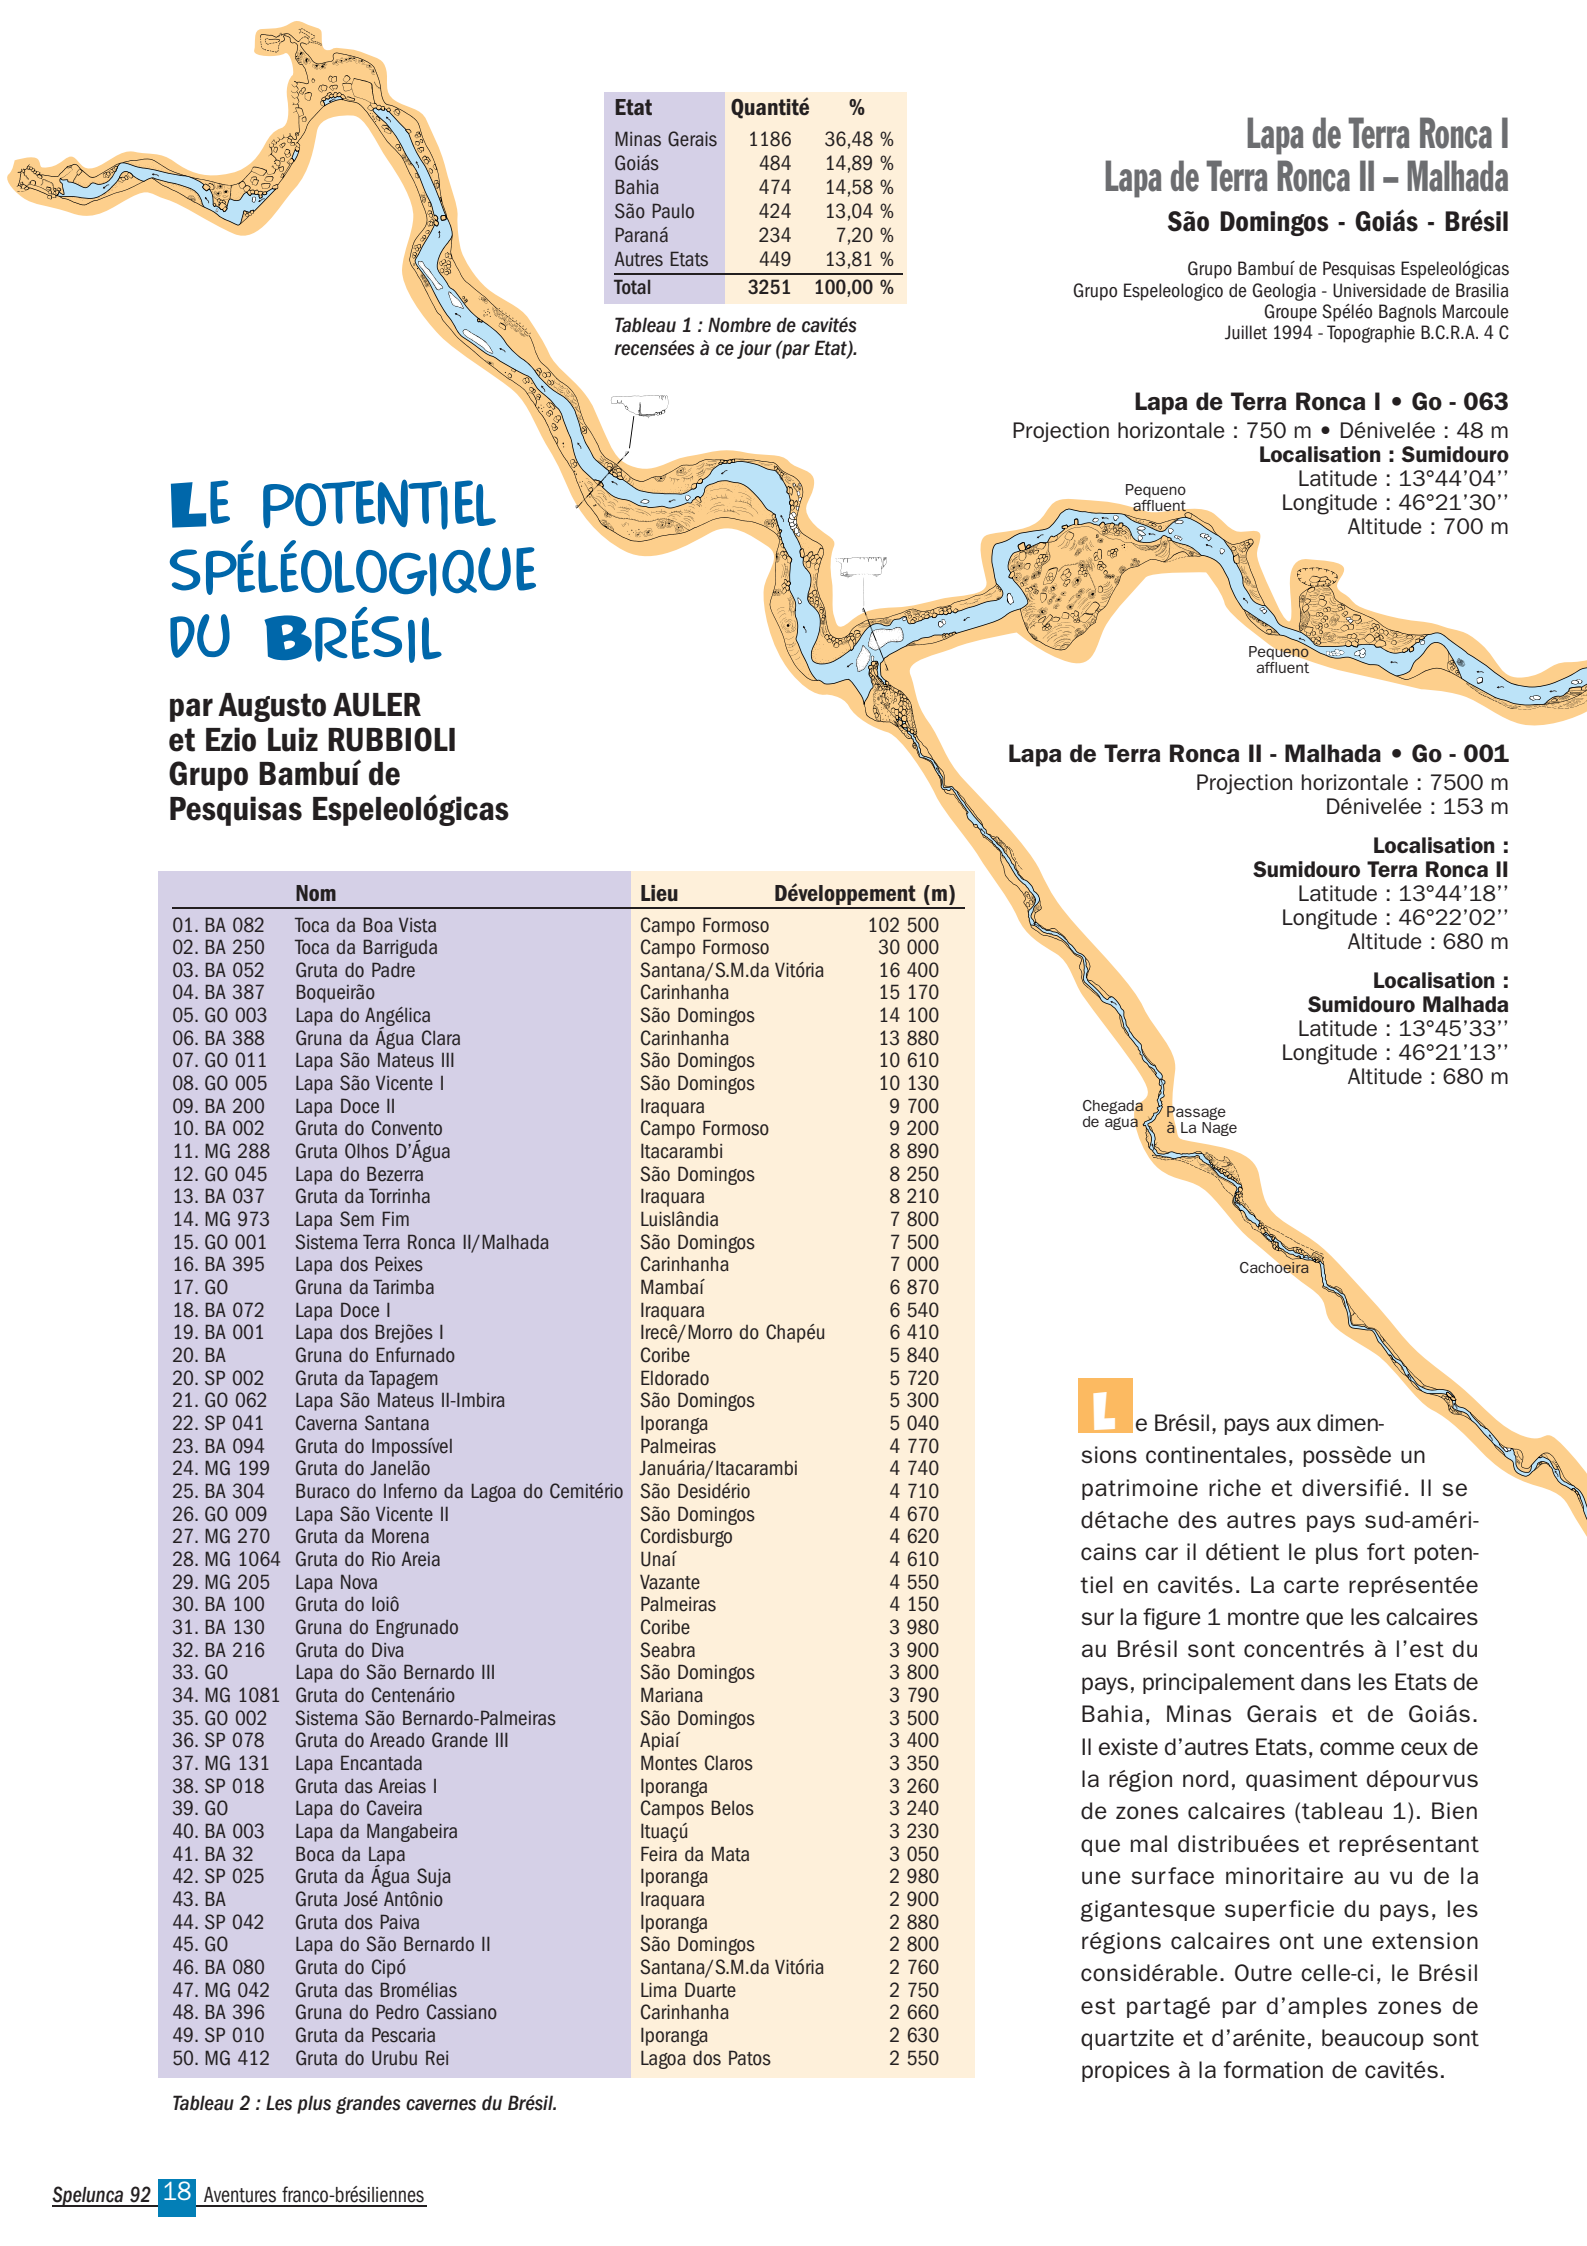 Etat Quantité %
Minas Gerais 1186 36,48 %
Goiás 484 14,89 %
Bahia 474 14,58 %
São Paulo 424 13,04 %
Paraná 234 7,20 %
Autres Etats 449 13,81 %
Total 3251 100,00 %
Tableau 1 : Nombre de cavités
recensées à ce jour (par Etat).
Lapa de Terra Ronca I
Lapa de Terra Ronca II – Malhada
São Domingos - Goiás - Brésil
Grupo Bambuí de Pesquisas Espeleológicas
Grupo Espeleologico de Geologia - Universidade de Brasilia
Groupe Spéléo Bagnols Marcoule
Juillet 1994 - Topographie B.C.R.A. 4 C
Lapa de Terra Ronca I • Go - 063
Projection horizontale : 750 m • Dénivelée : 48 m
Localisation : Sumidouro
Latitude : 13°44’04’’
Longitude : 46°21’30’’
Altitude : 700 m
Pequeno
affluent
Pequeno
affluent
LE POTENTIEL
SPÉLÉOLOGIQUE
DU BRÉSIL
par Augusto AULER
et Ezio Luiz RUBBIOLI
Grupo Bambuí de
Pesquisas Espeleológicas
Lapa de Terra Ronca II - Malhada • Go - 001
Projection horizontale : 7500 m
Dénivelée : 153 m
Localisation :
Sumidouro Terra Ronca II
Latitude : 13°44’18’’
Longitude : 46°22’02’’
Altitude : 680 m
Localisation :
Sumidouro Malhada
Latitude : 13°45’33’’
Longitude : 46°21’13’’
Altitude : 680 m
Chegada
de agua
Passage
à La Nage
Cachoeira
Nom Lieu Développement (m)
01. BA 082 Toca da Boa Vista Campo Formoso 102 500
02. BA 250 Toca da Barriguda Campo Formoso 30 000
03. BA 052 Gruta do Padre Santana/S.M.da Vitória 16 400
04. BA 387 Boqueirão Carinhanha 15 170
05. GO 003 Lapa do Angélica São Domingos 14 100
06. BA 388 Gruna da Água Clara Carinhanha 13 880
07. GO 011 Lapa São Mateus III São Domingos 10 610
08. GO 005 Lapa São Vicente I São Domingos 10 130
09. BA 200 Lapa Doce II Iraquara 9 700
10. BA 002 Gruta do Convento Campo Formoso 9 200
11. MG 288 Gruta Olhos D’Água Itacarambi 8 890
12. GO 045 Lapa do Bezerra São Domingos 8 250
13. BA 037 Gruta da Torrinha Iraquara 8 210
14. MG 973 Lapa Sem Fim Luislândia 7 800
15. GO 001 Sistema Terra Ronca II/Malhada São Domingos 7 500
16. BA 395 Lapa dos Peixes Carinhanha 7 000
17. GO Gruna da Tarimba Mambaí 6 870
18. BA 072 Lapa Doce I Iraquara 6 540
19. BA 001 Lapa dos Brejões I Irecê/Morro do Chapéu 6 410
20. BA Gruna do Enfurnado Coribe 5 840
20. SP 002 Gruta da Tapagem Eldorado 5 720
21. GO 062 Lapa São Mateus II-Imbira São Domingos 5 300
22. SP 041 Caverna Santana Iporanga 5 040
23. BA 094 Gruta do Impossível Palmeiras 4 770
24. MG 199 Gruta do Janelão Januária/Itacarambi 4 740
25. BA 304 Buraco do Inferno da Lagoa do Cemitério São Desidério 4 710
26. GO 009 Lapa São Vicente II São Domingos 4 670
27. MG 270 Gruta da Morena Cordisburgo 4 620
28. MG 1064 Gruta do Rio Areia Unaí 4 610
29. MG 205 Lapa Nova Vazante 4 550
30. BA 100 Gruta do Ioiô Palmeiras 4 150
31. BA 130 Gruna do Engrunado Coribe 3 980
32. BA 216 Gruta do Diva Seabra 3 900
33. GO Lapa do São Bernardo III São Domingos 3 800
34. MG 1081 Gruta do Centenário Mariana 3 790
35. GO 002 Sistema São Bernardo-Palmeiras São Domingos 3 500
36. SP 078 Gruta do Areado Grande III Apiaí 3 400
37. MG 131 Lapa Encantada Montes Claros 3 350
38. SP 018 Gruta das Areias I Iporanga 3 260
39. GO Lapa do Caveira Campos Belos 3 240
40. BA 003 Lapa da Mangabeira Ituaçú 3 230
41. BA 32 Boca da Lapa Feira da Mata 3 050
42. SP 025 Gruta da Água Suja Iporanga 2 980
43. BA Gruta José Antônio Iraquara 2 900
44. SP 042 Gruta dos Paiva Iporanga 2 880
45. GO Lapa do São Bernardo II São Domingos 2 800
46. BA 080 Gruta do Cipó Santana/S.M.da Vitória 2 760
47. MG 042 Gruta das Bromélias Lima Duarte 2 750
48. BA 396 Gruna do Pedro Cassiano Carinhanha 2 660
49. SP 010 Gruta da Pescaria Iporanga 2 630
50. MG 412 Gruta do Urubu Rei Lagoa dos Patos 2 550
Tableau 2 : Les plus grandes cavernes du Brésil.
Le Brésil, pays aux dimen-
sions continentales, possède un
patrimoine riche et diversifié. Il se
détache des autres pays sud-améri-
cains car il détient le plus fort poten-
tiel en cavités. La carte représentée
sur la figure 1 montre que les calcaires
au Brésil sont concentrés à l’est du
pays, principalement dans les Etats de
Bahia, Minas Gerais et de Goiás.
Il existe d’autres Etats, comme ceux de
la région nord, quasiment dépourvus
de zones calcaires (tableau 1). Bien
que mal distribuées et représentant
une surface minoritaire au vu de la
gigantesque superficie du pays, les
régions calcaires ont une extension
considérable. Outre celle-ci, le Brésil
est partagé par d’amples zones de
quartzite et d’arénite, beaucoup sont
propices à la formation de cavités.
Spelunca 92 18 Aventures franco-brésiliennes